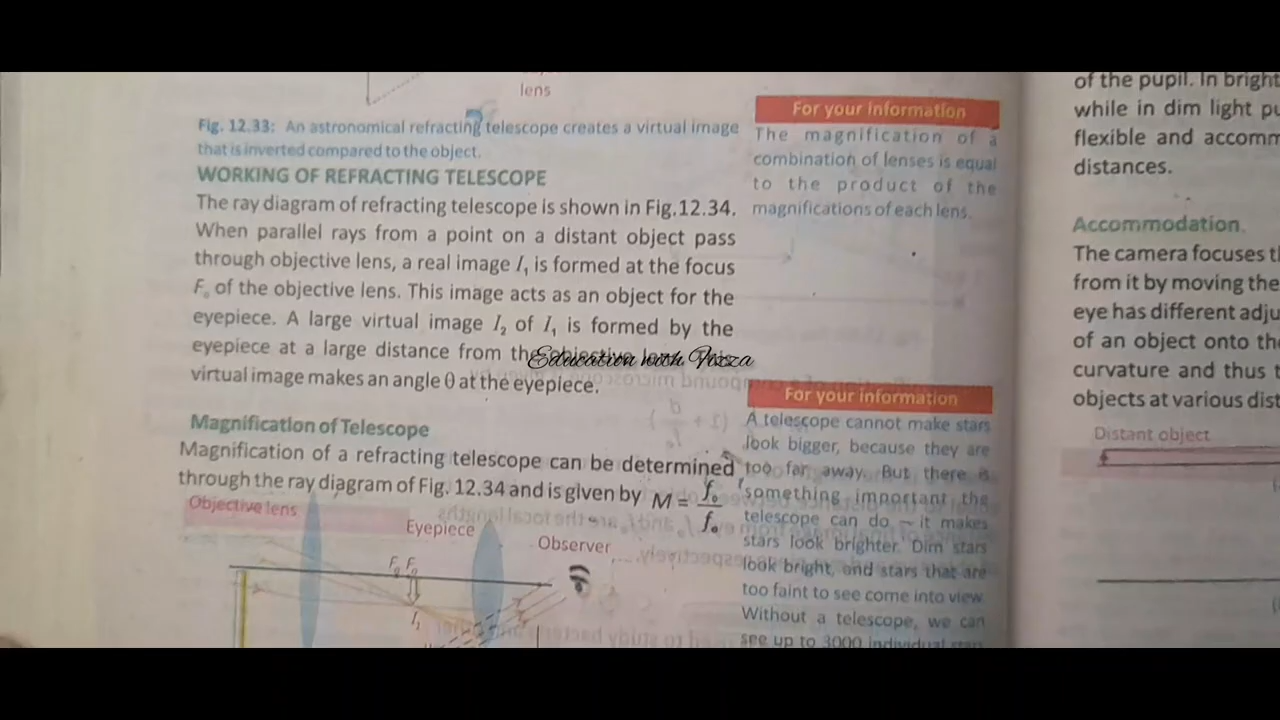 lens
Fig. 12.33: An astronomical refracting telescope creates a virtual image
that is inverted compared to the object.
WORKING OF REFRACTING TELESCOPE
The ray diagram of refracting telescope is shown in Fig.12.34.
When parallel rays from a point on a distant object pass
through objective lens, a real image I₁ is formed at the focus
Fₒ of the objective lens. This image acts as an object for the
eyepiece. A large virtual image I₂ of I₁ is formed by the
eyepiece at a large distance from the
Education with Fizza
virtual image makes an angle θ at the eyepiece.
Magnification of Telescope
Magnification of a refracting telescope can be determined
through the ray diagram of Fig. 12.34 and is given by M = fₒ / fₒ
Objective lens
Eyepiece
Observer
For your information
The magnification of a
combination of lenses is equal
to the product of the
magnifications of each lens.
For your information
A telescope cannot make stars
look bigger, because they are
too far away. But there is
something important the
telescope can do – it makes
stars look brighter. Dim stars
look bright, and stars that are
too faint to see come into view.
Without a telescope, we can
see up to 3000 individual stars
of the pupil. In bright
while in dim light pu
flexible and accomm
distances.
Accommodation
The camera focuses t
from it by moving the
eye has different adju
of an object onto the
curvature and thus t
objects at various dist
Distant object